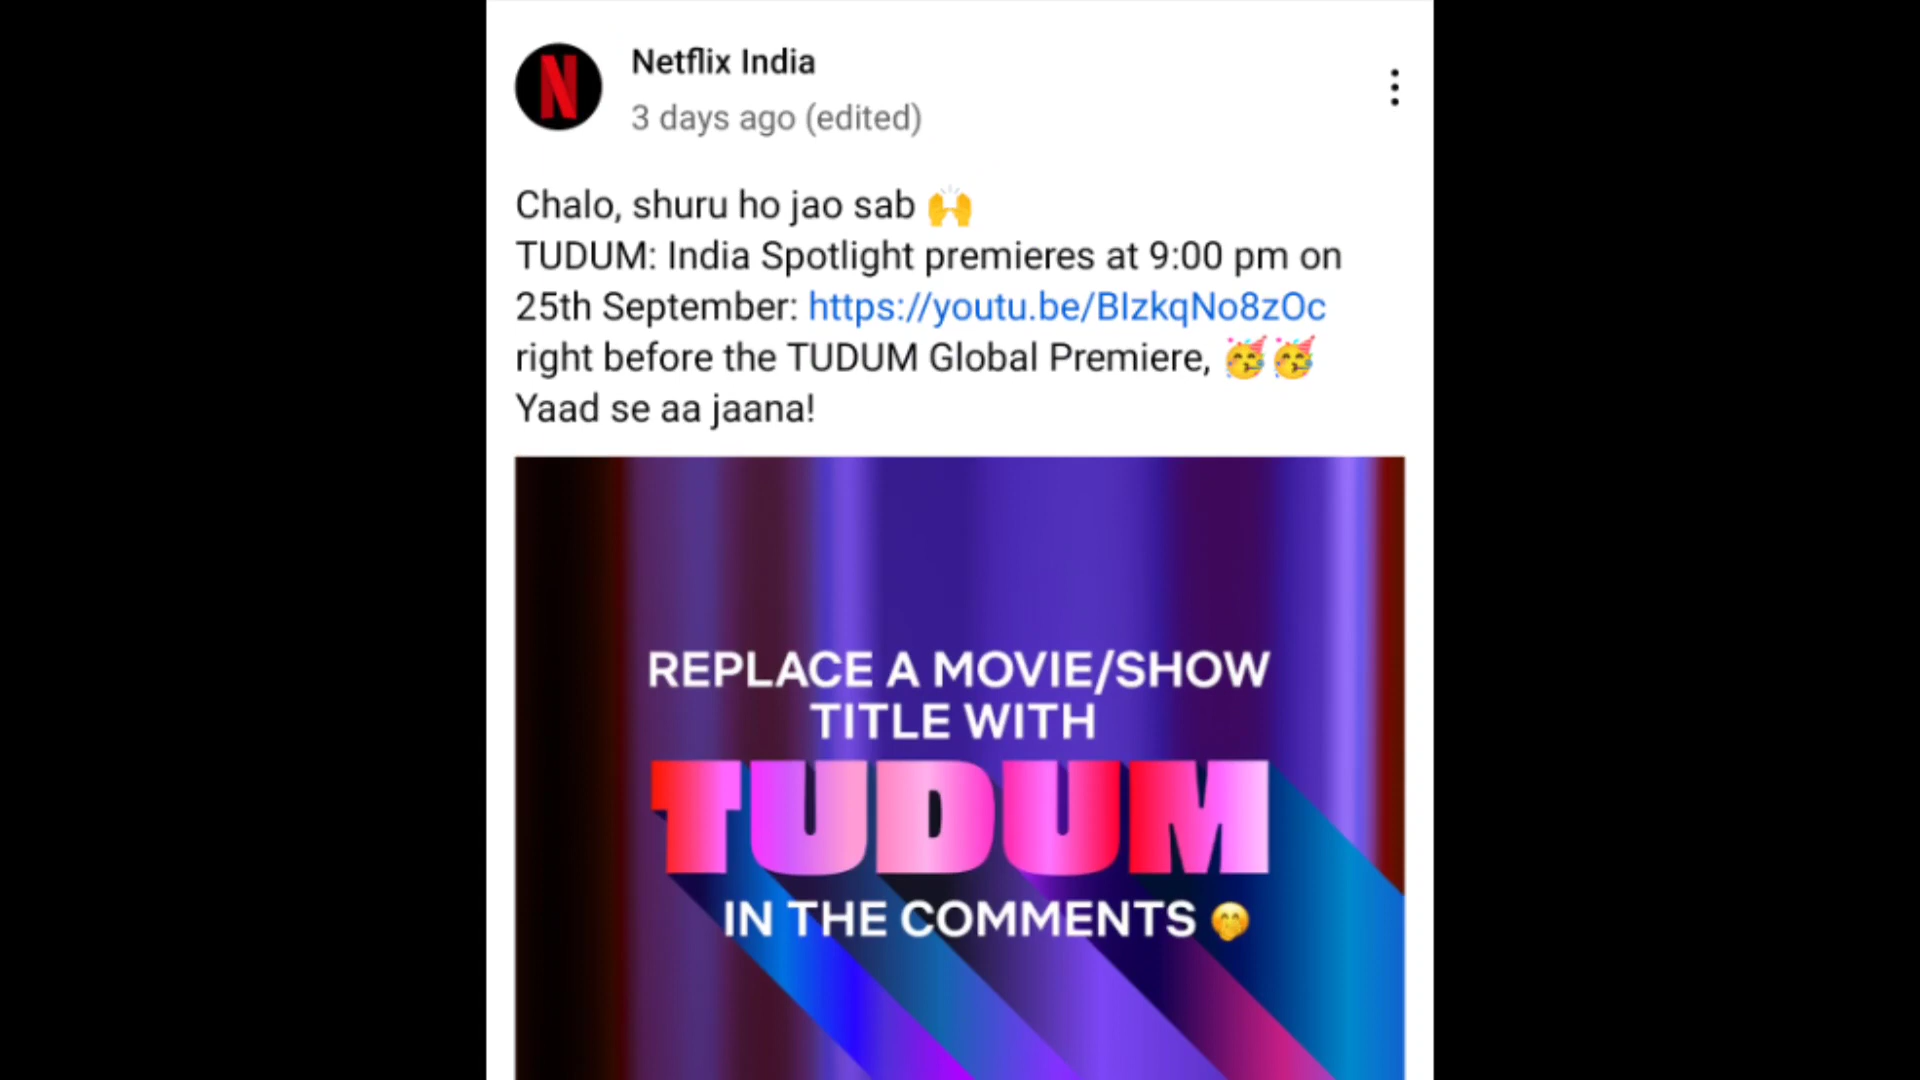 Netflix India
3 days ago (edited)
Chalo, shuru ho jao sab 🙌
TUDUM: India Spotlight premieres at 9:00 pm on
25th September: https://youtu.be/BIzkqNo8zOc
right before the TUDUM Global Premiere, 🥳🥳
Yaad se aa jaana!
REPLACE A MOVIE/SHOW
TITLE WITH
TUDUM
IN THE COMMENTS 🤭